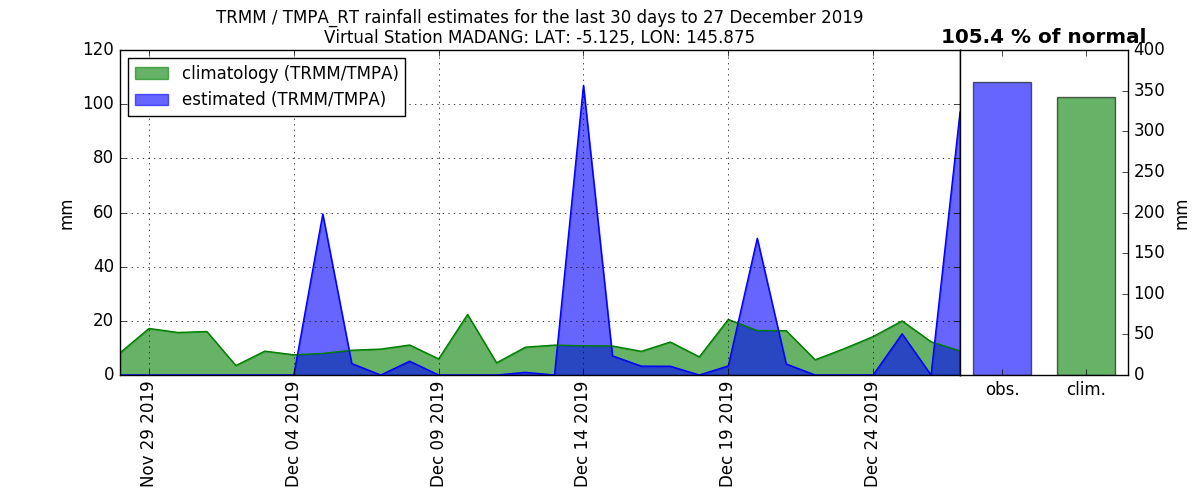 TRMM / TMPA_RT rainfall estimates for the last 30 days to 27 December 2019
Virtual Station MADANG: LAT: -5.125, LON: 145.875
105.4 % of normal
climatology (TRMM/TMPA)
estimated (TRMM/TMPA)
120
100
80
60
40
20
0
mm
Nov 29 2019
Dec 04 2019
Dec 09 2019
Dec 14 2019
Dec 19 2019
Dec 24 2019
400
350
300
250
200
150
100
50
0
mm
obs.
clim.